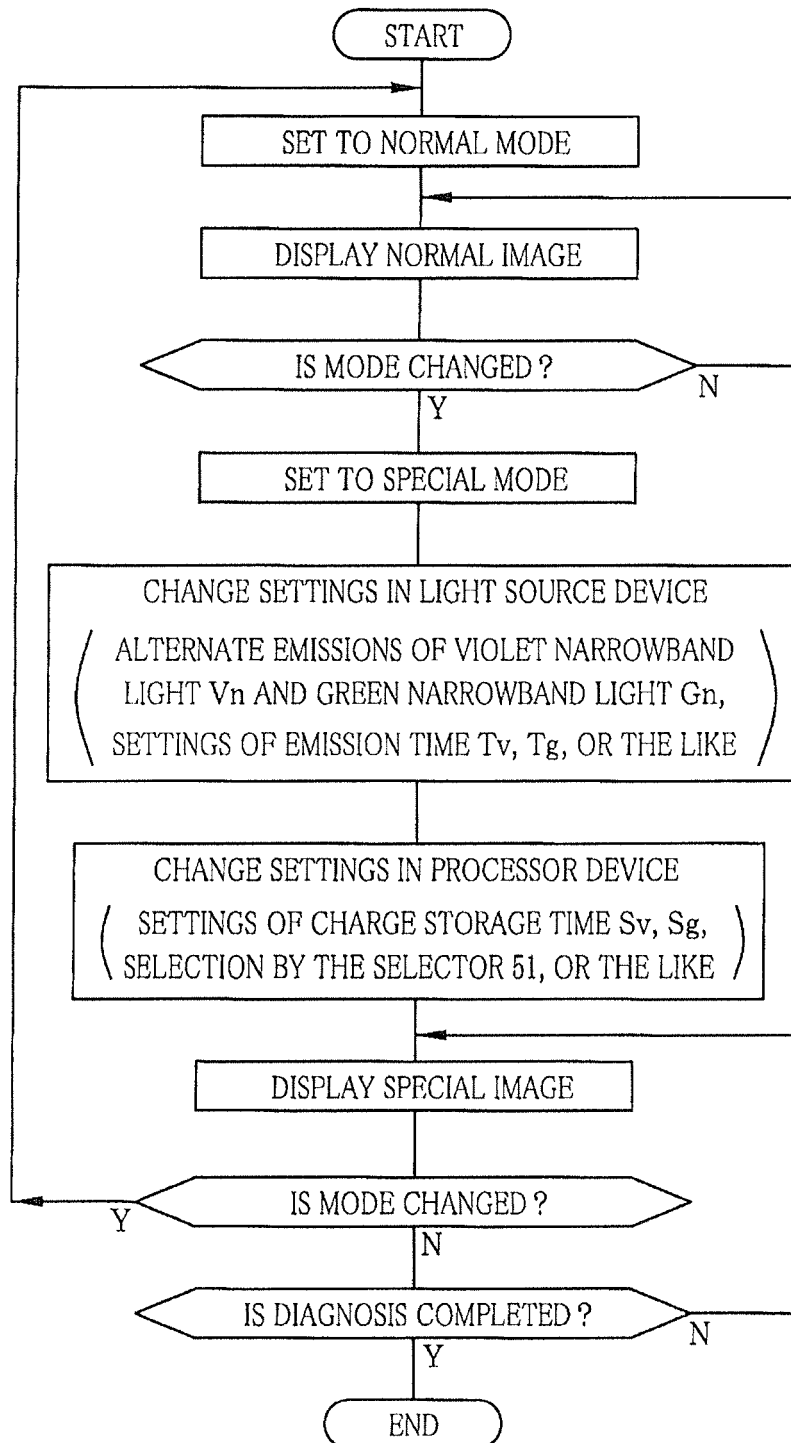 START
SET TO NORMAL MODE
DISPLAY NORMAL IMAGE
IS MODE CHANGED ?
N
Y
SET TO SPECIAL MODE
CHANGE SETTINGS IN LIGHT SOURCE DEVICE
ALTERNATE EMISSIONS OF VIOLET NARROWBAND
LIGHT Vn AND GREEN NARROWBAND LIGHT Gn,
SETTINGS OF EMISSION TIME Tv, Tg, OR THE LIKE
CHANGE SETTINGS IN PROCESSOR DEVICE
SETTINGS OF CHARGE STORAGE TIME Sv, Sg,
SELECTION BY THE SELECTOR 51, OR THE LIKE
DISPLAY SPECIAL IMAGE
IS MODE CHANGED ?
Y
N
IS DIAGNOSIS COMPLETED ?
N
Y
END